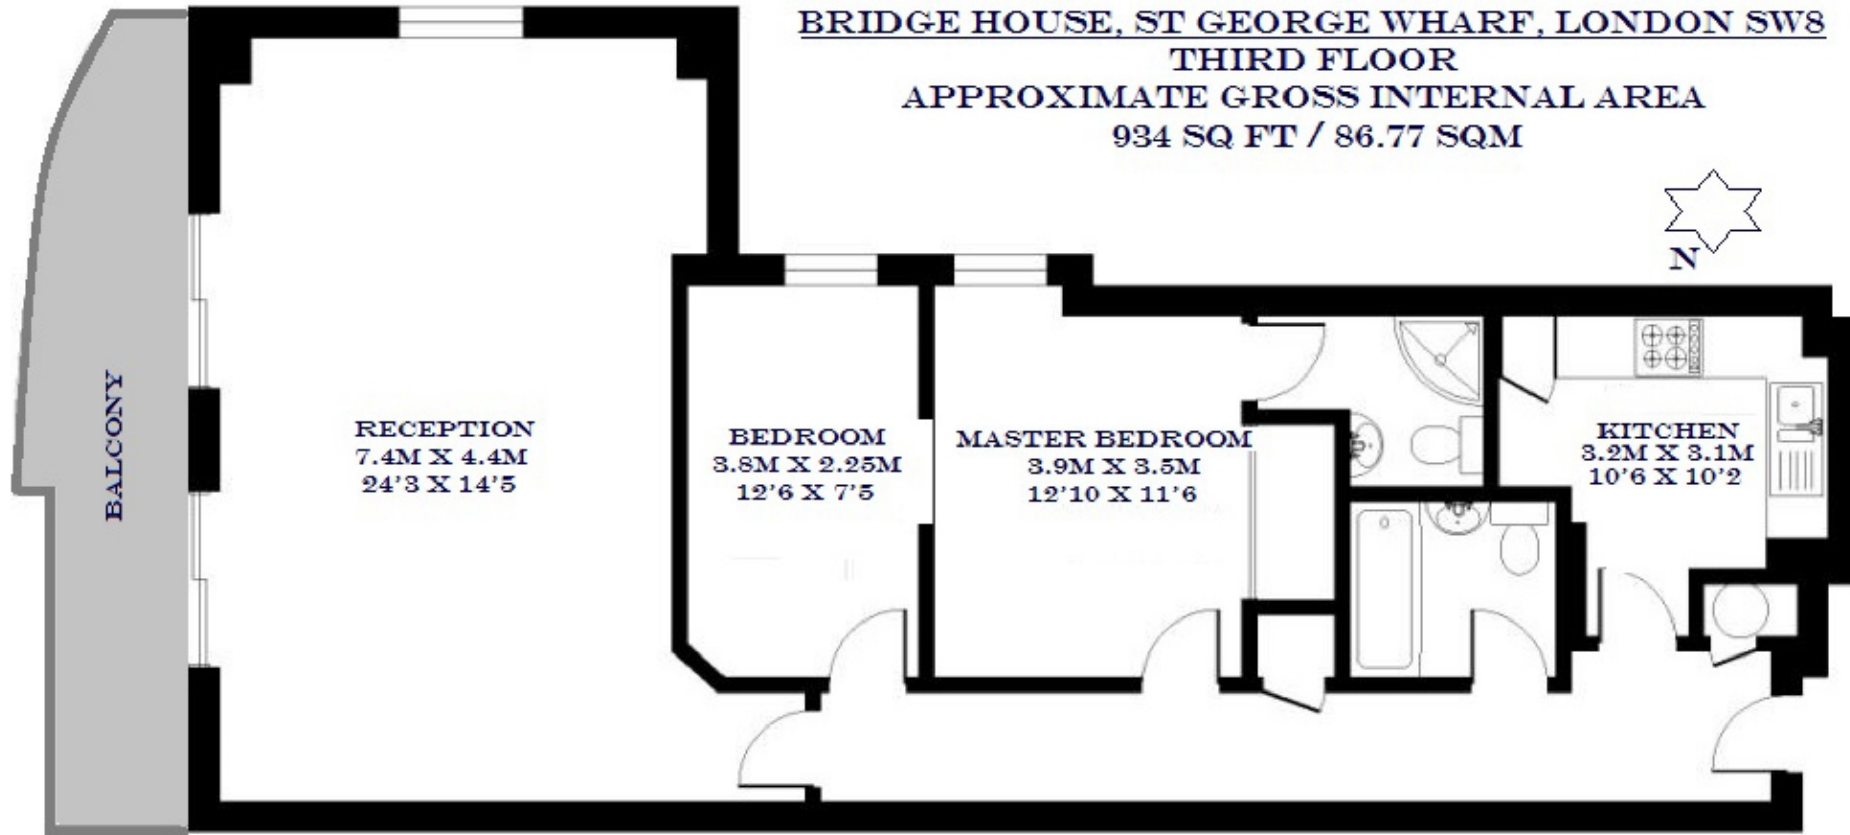 BRIDGE HOUSE, ST GEORGE WHARF, LONDON SW8
THIRD FLOOR
APPROXIMATE GROSS INTERNAL AREA
934 SQ FT / 86.77 SQM
N
BALCONY
RECEPTION
7.4M X 4.4M
24'3 X 14'5
BEDROOM
3.8M X 2.25M
12'6 X 7'5
MASTER BEDROOM
3.9M X 3.5M
12'10 X 11'6
KITCHEN
3.2M X 3.1M
10'6 X 10'2